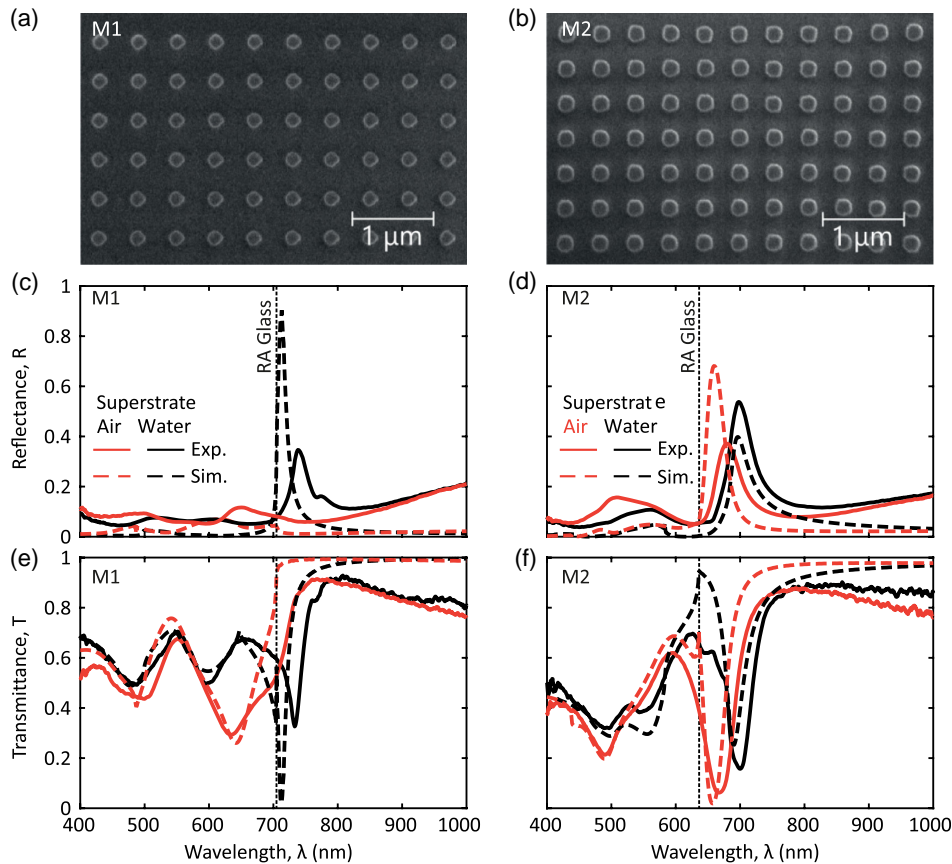 (a)
M1
1 μm
(b)
M2
1 μm
(c)
M1
RA Glass
Superstrate
Air Water
Exp.
Sim.
Reflectance, R
1
0.8
0.6
0.4
0.2
0
(d)
M2
RA Glass
Superstrate
Air Water
Exp.
Sim.
(e)
M1
Transmittance, T
1
0.8
0.6
0.4
0.2
0
400 500 600 700 800 900 1000
Wavelength, λ (nm)
(f)
M2
400 500 600 700 800 900 1000
Wavelength, λ (nm)